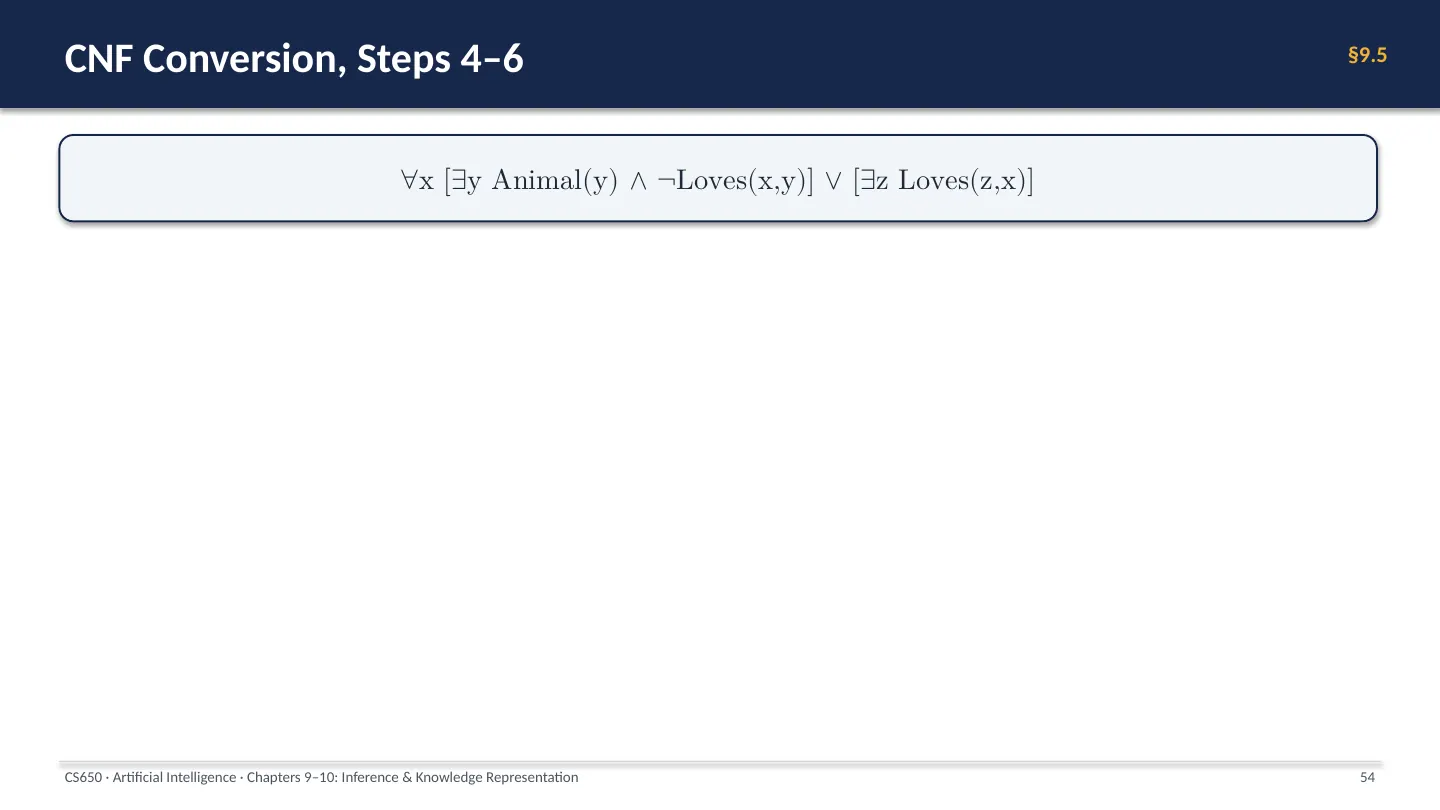 CNF Conversion, Steps 4–6
§9.5
∀x [∃y Animal(y) ∧ ¬Loves(x,y)] ∨ [∃z Loves(z,x)]
CS650 · Artificial Intelligence · Chapters 9–10: Inference & Knowledge Representation
54